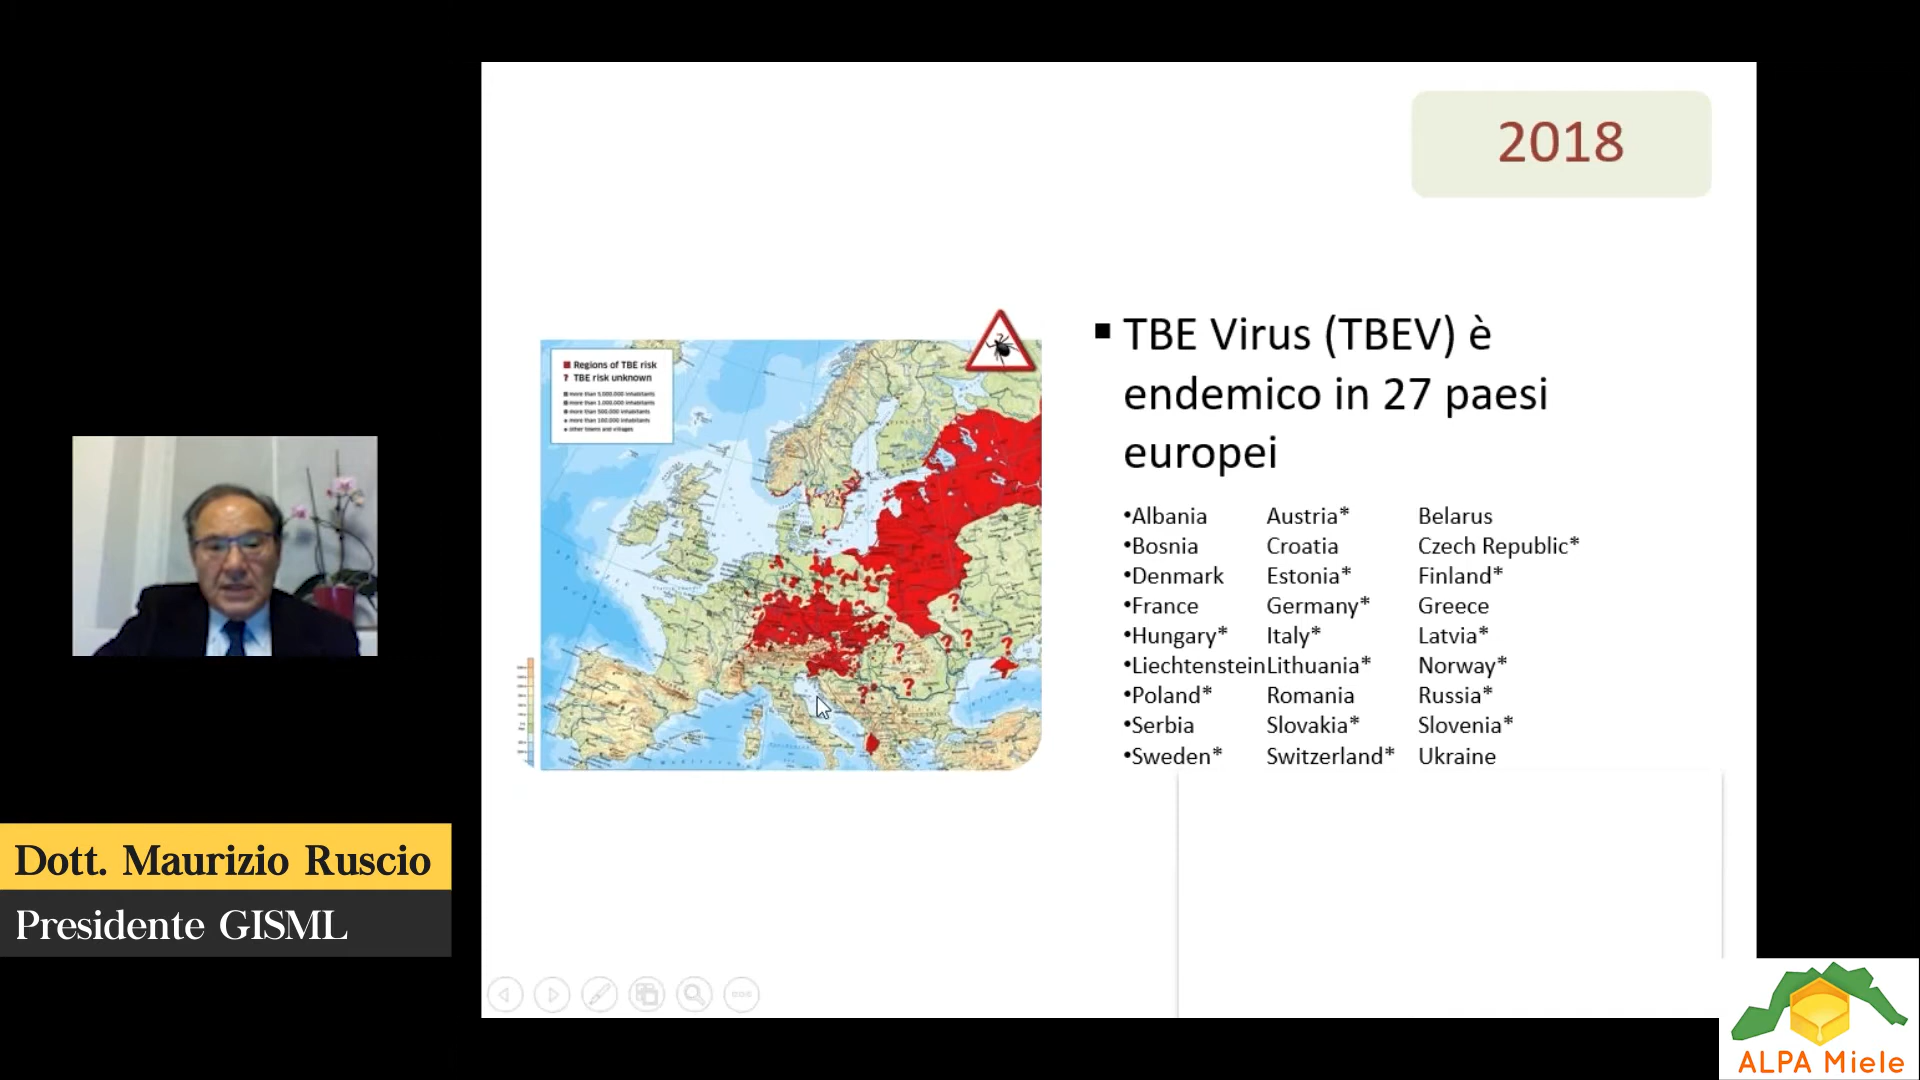 2018
Regions of TBE risk
? TBE risk unknown
more than 5.000.000 inhabitants
more than 1.000.000 inhabitants
more than 500.000 inhabitants
more than 100.000 inhabitants
other towns and villages
▪ TBE Virus (TBEV) è
endemico in 27 paesi
europei
•Albania Austria* Belarus
•Bosnia Croatia Czech Republic*
•Denmark Estonia* Finland*
•France Germany* Greece
•Hungary* Italy* Latvia*
•Liechtenstein Lithuania* Norway*
•Poland* Romania Russia*
•Serbia Slovakia* Slovenia*
•Sweden* Switzerland* Ukraine
Dott. Maurizio Ruscio
Presidente GISML
ALPA Miele